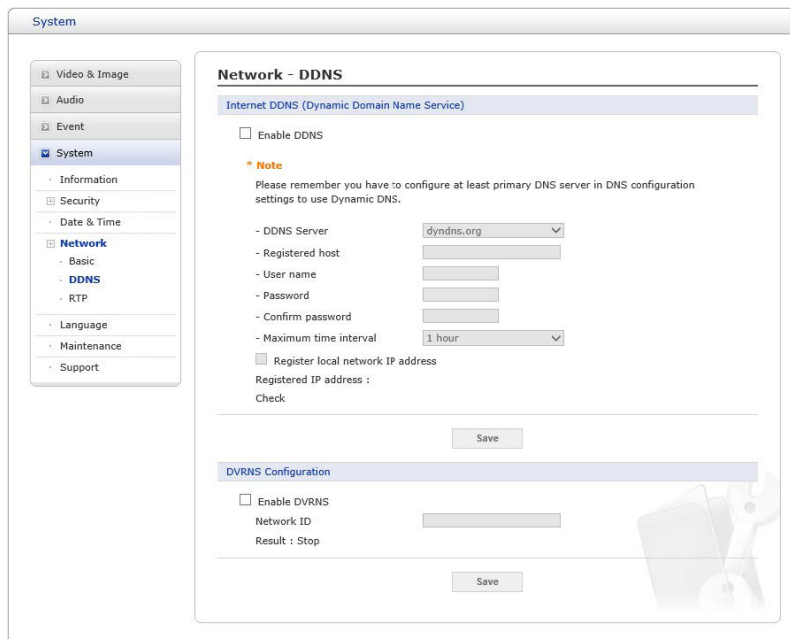 System
Video & Image
Audio
Event
System
· Information
Security
· Date & Time
Network
· Basic
· DDNS
· RTP
· Language
· Maintenance
· Support
Network - DDNS
Internet DDNS (Dynamic Domain Name Service)
Enable DDNS
* Note
Please remember you have to configure at least primary DNS server in DNS configuration
settings to use Dynamic DNS.
- DDNS Server dyndns.org
- Registered host
- User name
- Password
- Confirm password
- Maximum time interval 1 hour
Register local network IP address
Registered IP address :
Check
Save
DVRNS Configuration
Enable DVRNS
Network ID
Result : Stop
Save